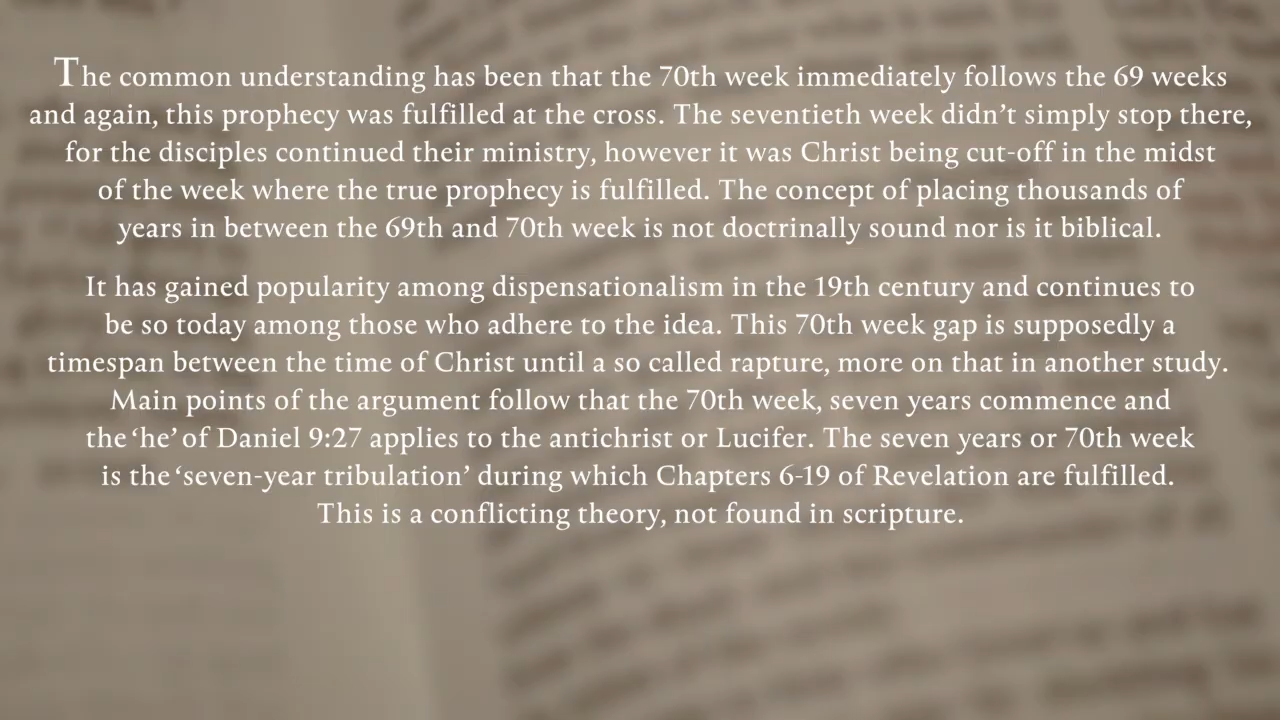 The common understanding has been that the 70th week immediately follows the 69 weeks
and again, this prophecy was fulfilled at the cross. The seventieth week didn’t simply stop there,
for the disciples continued their ministry, however it was Christ being cut-off in the midst
of the week where the true prophecy is fulfilled. The concept of placing thousands of
years in between the 69th and 70th week is not doctrinally sound nor is it biblical.
It has gained popularity among dispensationalism in the 19th century and continues to
be so today among those who adhere to the idea. This 70th week gap is supposedly a
timespan between the time of Christ until a so called rapture, more on that in another study.
Main points of the argument follow that the 70th week, seven years commence and
the ‘he’ of Daniel 9:27 applies to the antichrist or Lucifer. The seven years or 70th week
is the ‘seven-year tribulation’ during which Chapters 6-19 of Revelation are fulfilled.
This is a conflicting theory, not found in scripture.